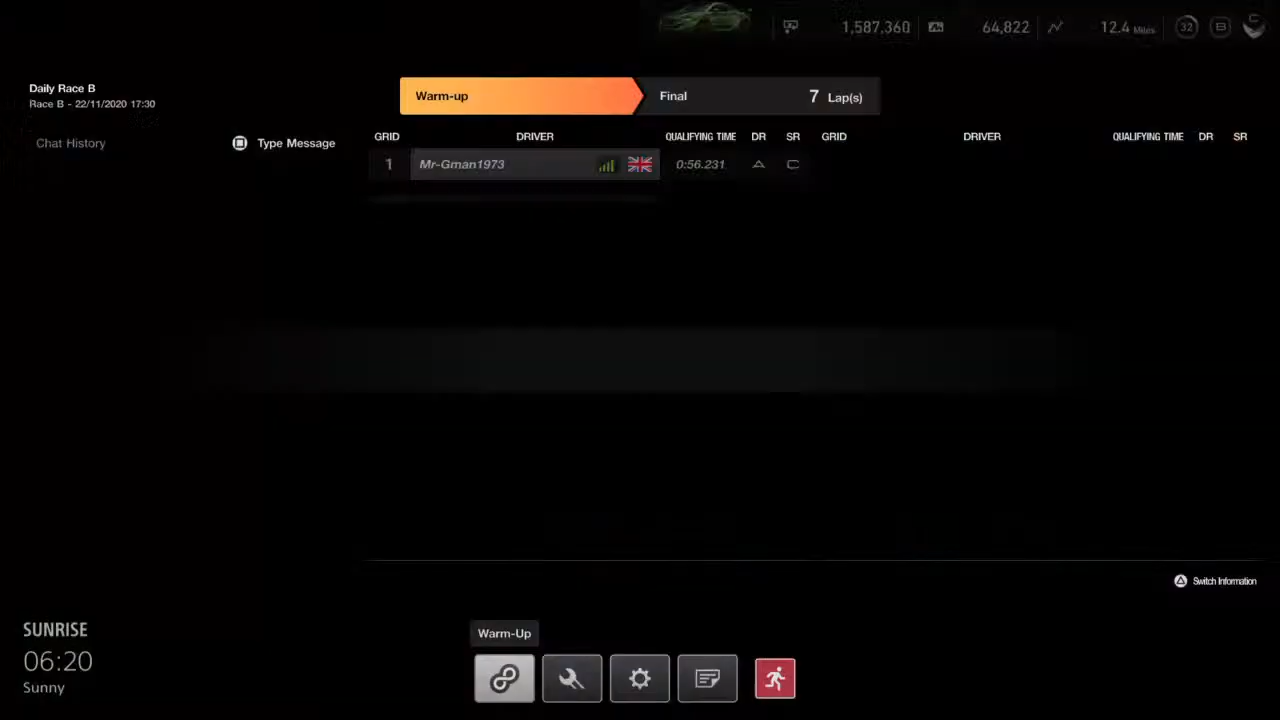 1,587,360
64,822
12.4 Miles
32
B
C
Daily Race B
Race B - 22/11/2020 17:30
Warm-up
Final
7 Lap(s)
Chat History
Type Message
GRID DRIVER QUALIFYING TIME DR SR GRID DRIVER QUALIFYING TIME DR SR
1 Mr-Gman1973 0:56.231 A C
Switch Information
SUNRISE
06:20
Sunny
Warm-Up